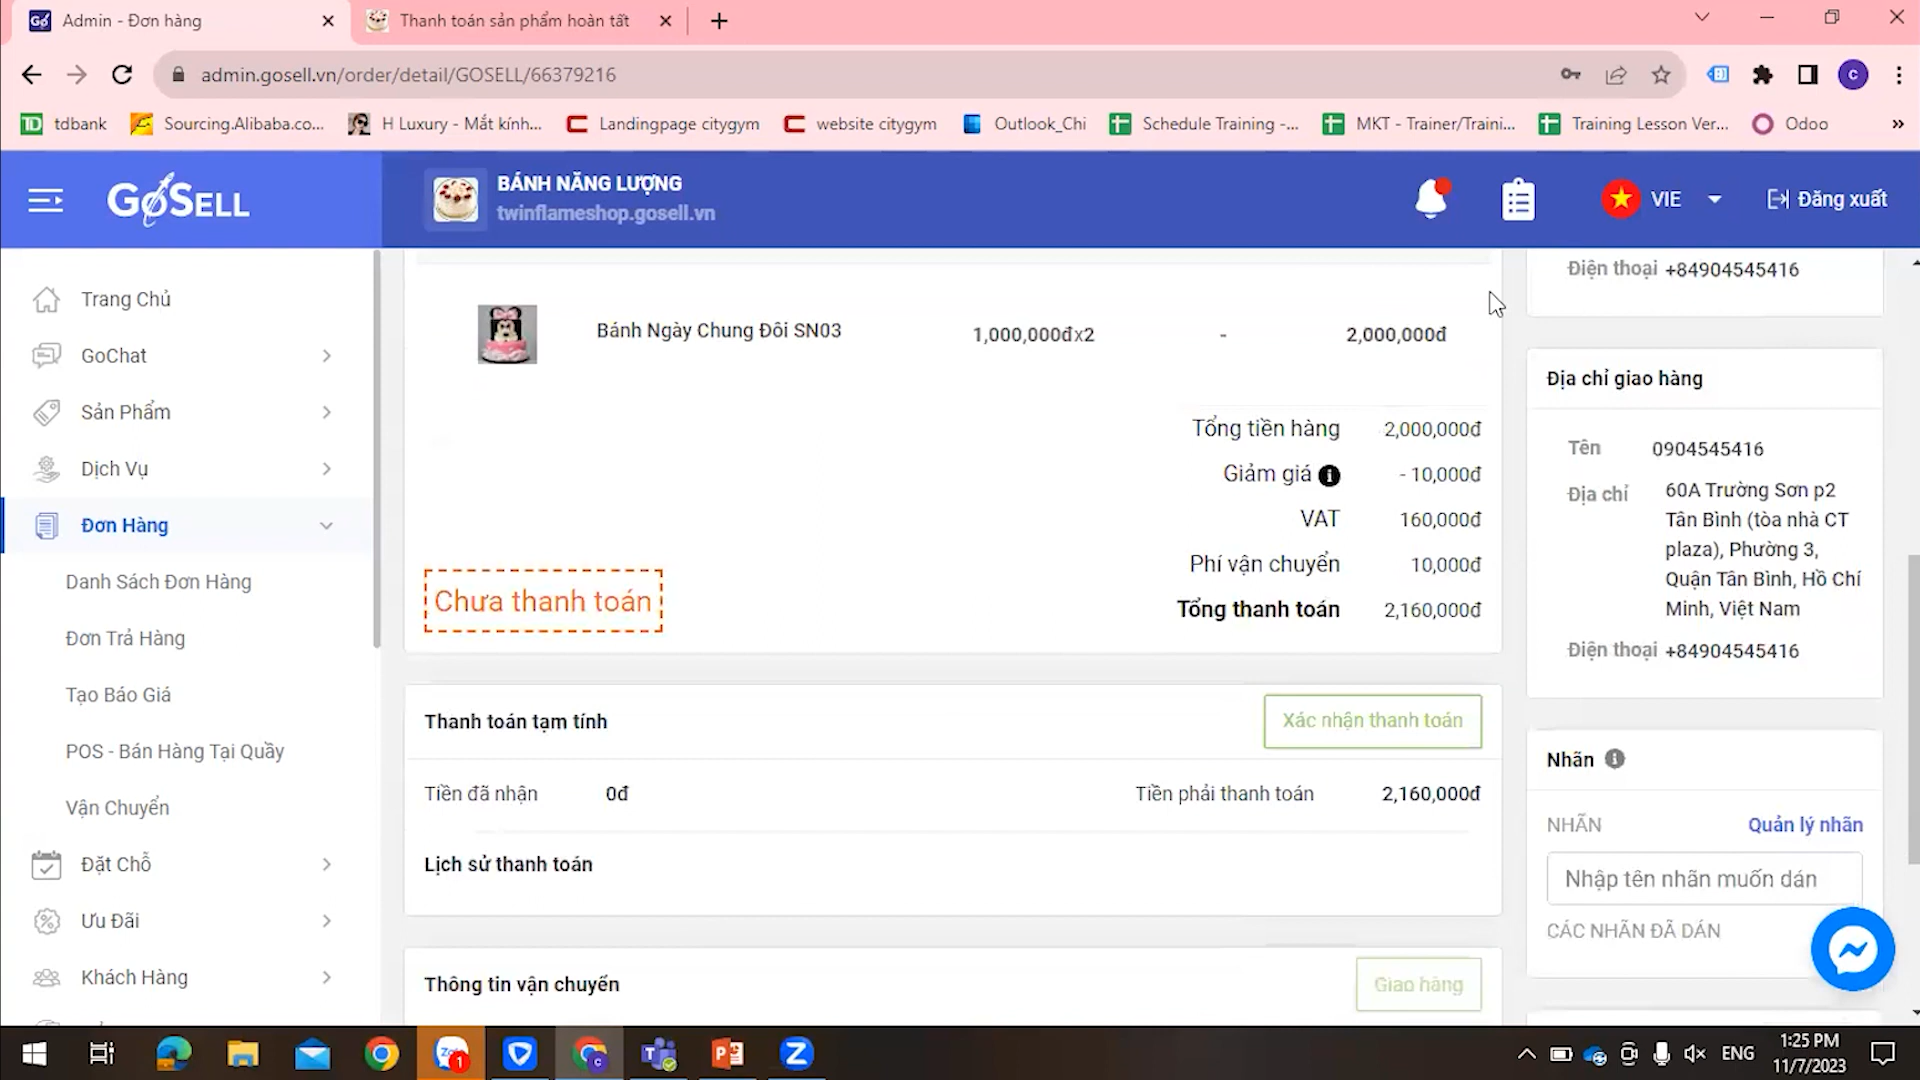 Admin - Đơn hàng
Thanh toán sản phẩm hoàn tất
admin.gosell.vn/order/detail/GOSELL/66379216
tdbank
Sourcing.Alibaba.co...
H Luxury - Mắt kính...
Landingpage citygym
website citygym
Outlook_Chi
Schedule Training -...
MKT - Trainer/Traini...
Training Lesson Ver...
Odoo
GOSELL
BÁNH NĂNG LƯỢNG
twinflameshop.gosell.vn
VIE
Đăng xuất
Trang Chủ
GoChat
Sản Phẩm
Dịch Vụ
Đơn Hàng
Danh Sách Đơn Hàng
Đơn Trả Hàng
Tạo Báo Giá
POS - Bán Hàng Tại Quầy
Vận Chuyển
Đặt Chỗ
Ưu Đãi
Khách Hàng
Bánh Ngày Chung Đôi SN03
1,000,000đx2
-
2,000,000đ
Tổng tiền hàng 2,000,000đ
Giảm giá - 10,000đ
VAT 160,000đ
Phí vận chuyển 10,000đ
Tổng thanh toán 2,160,000đ
Chưa thanh toán
Thanh toán tạm tính
Xác nhận thanh toán
Tiền đã nhận 0đ
Tiền phải thanh toán 2,160,000đ
Lịch sử thanh toán
Thông tin vận chuyển
Giao hàng
Điện thoại +84904545416
Địa chỉ giao hàng
Tên 0904545416
Địa chỉ 60A Trường Sơn p2
Tân Bình (tòa nhà CT
plaza), Phường 3,
Quận Tân Bình, Hồ Chí
Minh, Việt Nam
Điện thoại +84904545416
Nhãn
NHÃN
Quản lý nhãn
Nhập tên nhãn muốn dán
CÁC NHÃN ĐÃ DÁN
ENG
1:25 PM
11/7/2023